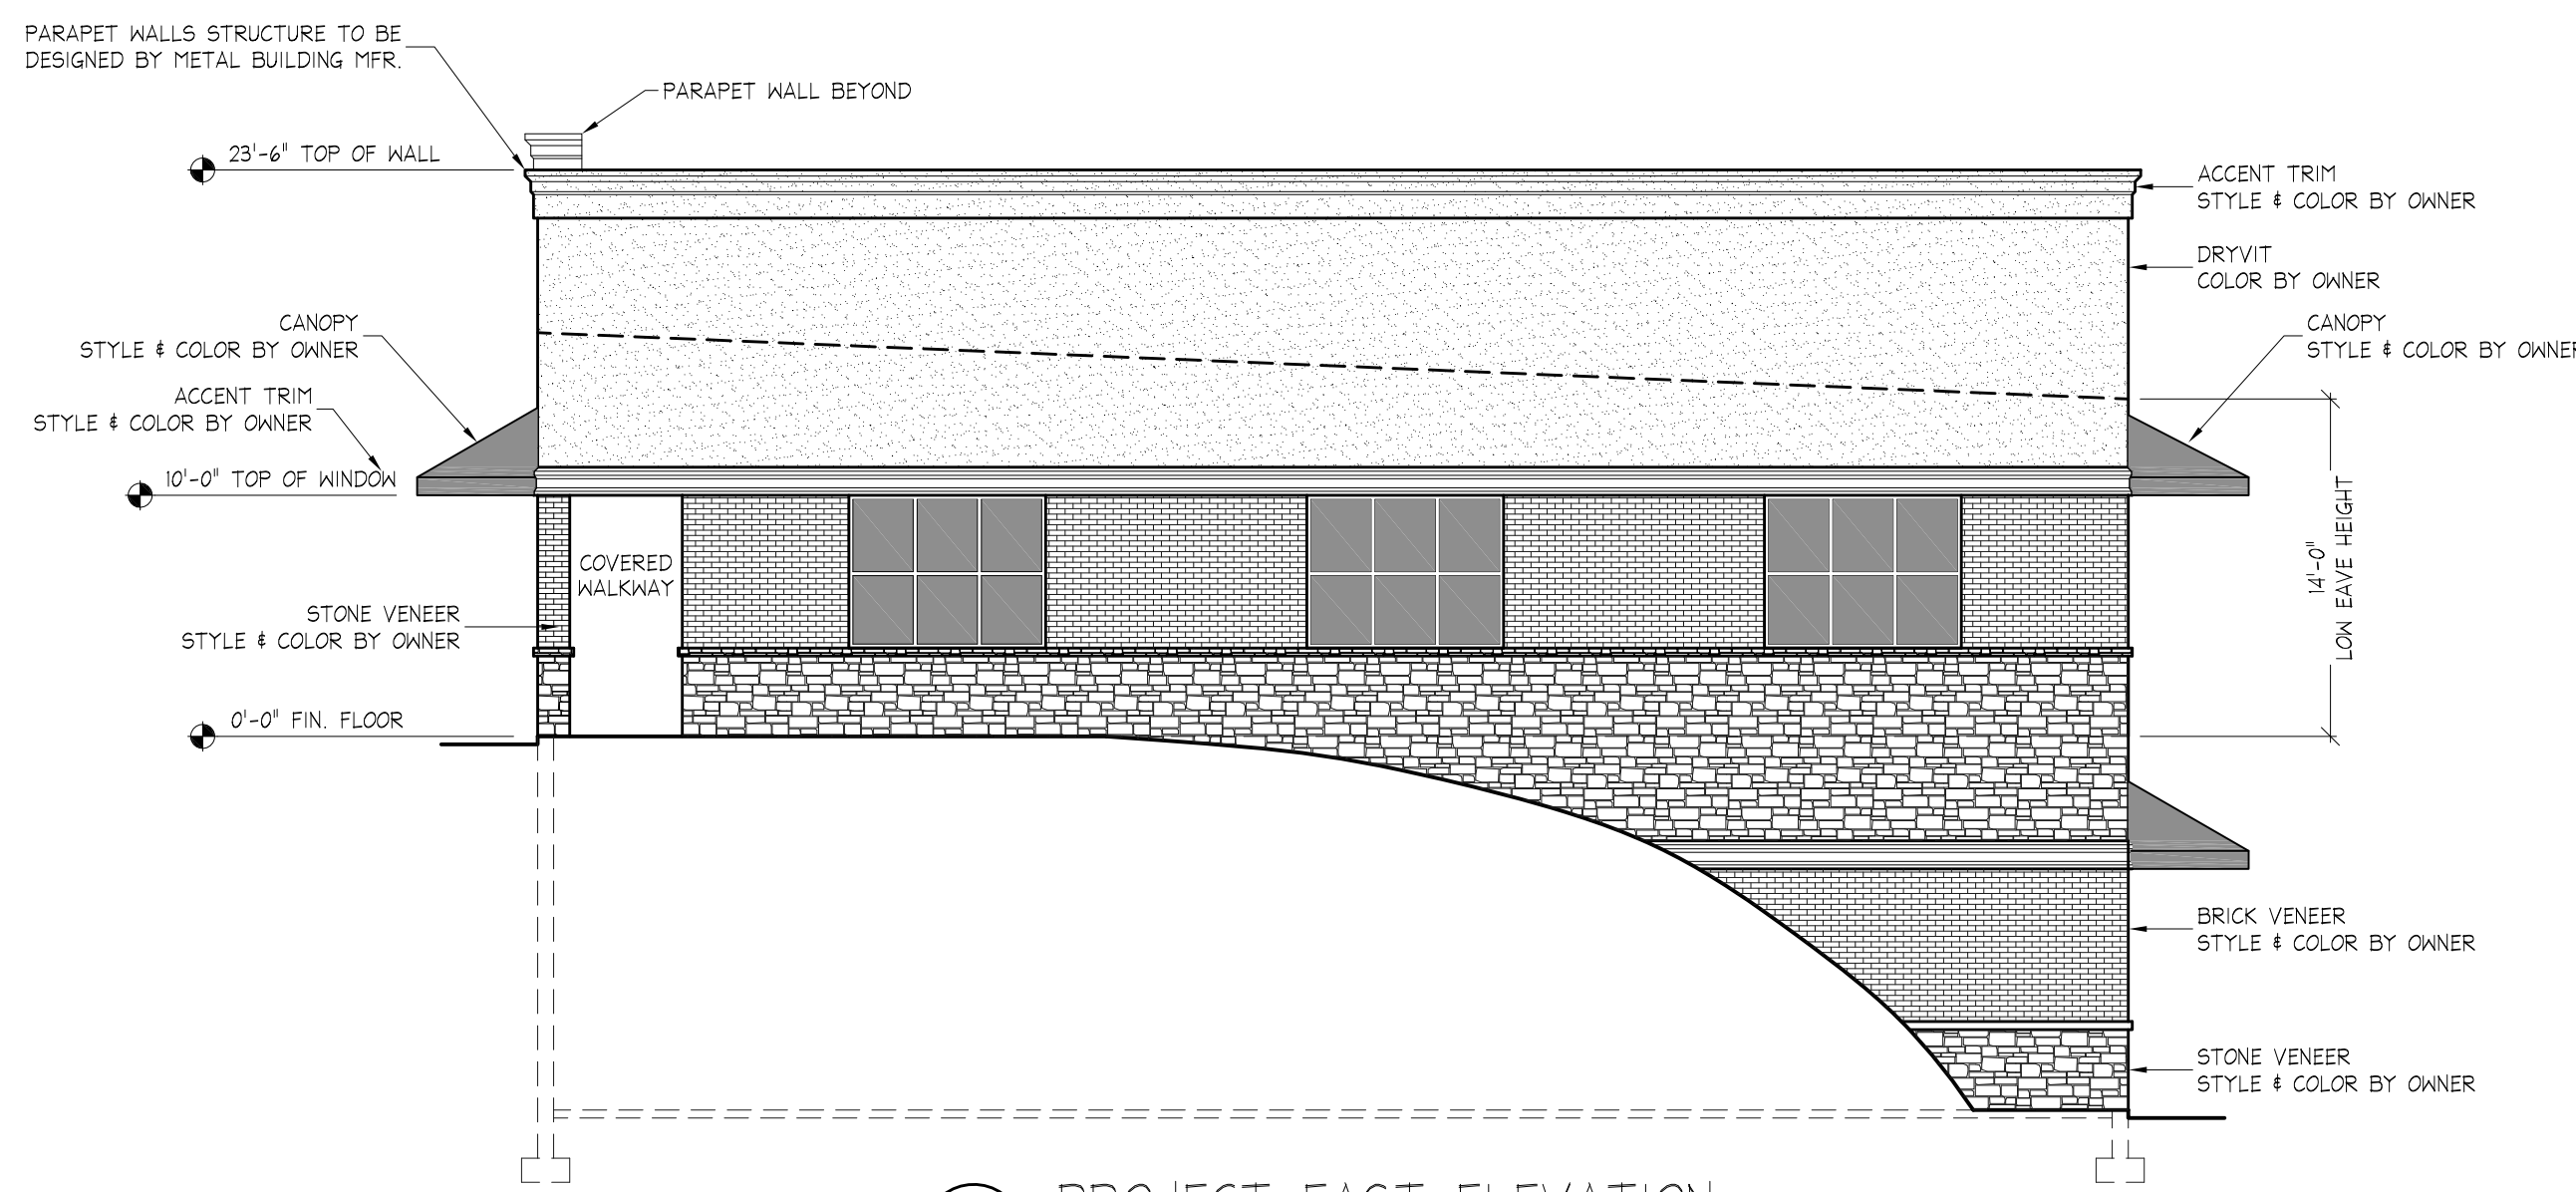 PARAPET WALLS STRUCTURE TO BE
DESIGNED BY METAL BUILDING MFR.
PARAPET WALL BEYOND
23'-6" TOP OF WALL
ACCENT TRIM
STYLE & COLOR BY OWNER
DRYVIT
COLOR BY OWNER
CANOPY
STYLE & COLOR BY OWNER
CANOPY
STYLE & COLOR BY OWNER
ACCENT TRIM
STYLE & COLOR BY OWNER
10'-0" TOP OF WINDOW
14'-0"
LOW EAVE HEIGHT
COVERED
WALKWAY
STONE VENEER
STYLE & COLOR BY OWNER
0'-0" FIN. FLOOR
BRICK VENEER
STYLE & COLOR BY OWNER
STONE VENEER
STYLE & COLOR BY OWNER
PROJECT EAST ELEVATION